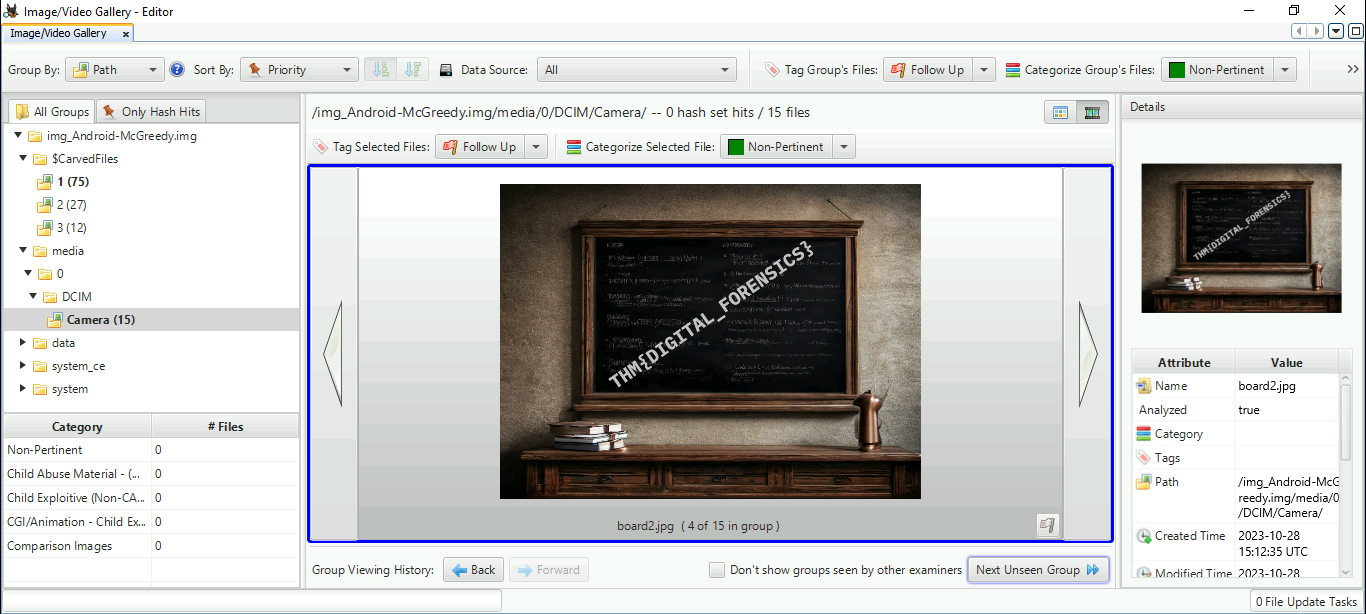 Image/Video Gallery - Editor
Image/Video Gallery x
Group By: Path Sort By: Priority Data Source: All Tag Group's Files: Follow Up Categorize Group's Files: Non-Pertinent
All Groups Only Hash Hits
img_Android-McGreedy.img
$CarvedFiles
1 (75)
2 (27)
3 (12)
media
0
DCIM
Camera (15)
data
system_ce
system
Category # Files
Non-Pertinent 0
Child Abuse Material - (... 0
Child Exploitive (Non-CA... 0
CGI/Animation - Child Ex... 0
Comparison Images 0
/img_Android-McGreedy.img/media/0/DCIM/Camera/ -- 0 hash set hits / 15 files
Tag Selected Files: Follow Up Categorize Selected File: Non-Pertinent
THM{DIGITAL_FORENSICS}
board2.jpg ( 4 of 15 in group )
Group Viewing History: Back Forward Don't show groups seen by other examiners Next Unseen Group
Details
THM{DIGITAL_FORENSICS}
Attribute Value
Name board2.jpg
Analyzed true
Category
Tags
Path /img_Android-McG
reedy.img/media/0
/DCIM/Camera/
Created Time 2023-10-28
15:12:35 UTC
Modified Time 2023-10-28
0 File Update Tasks